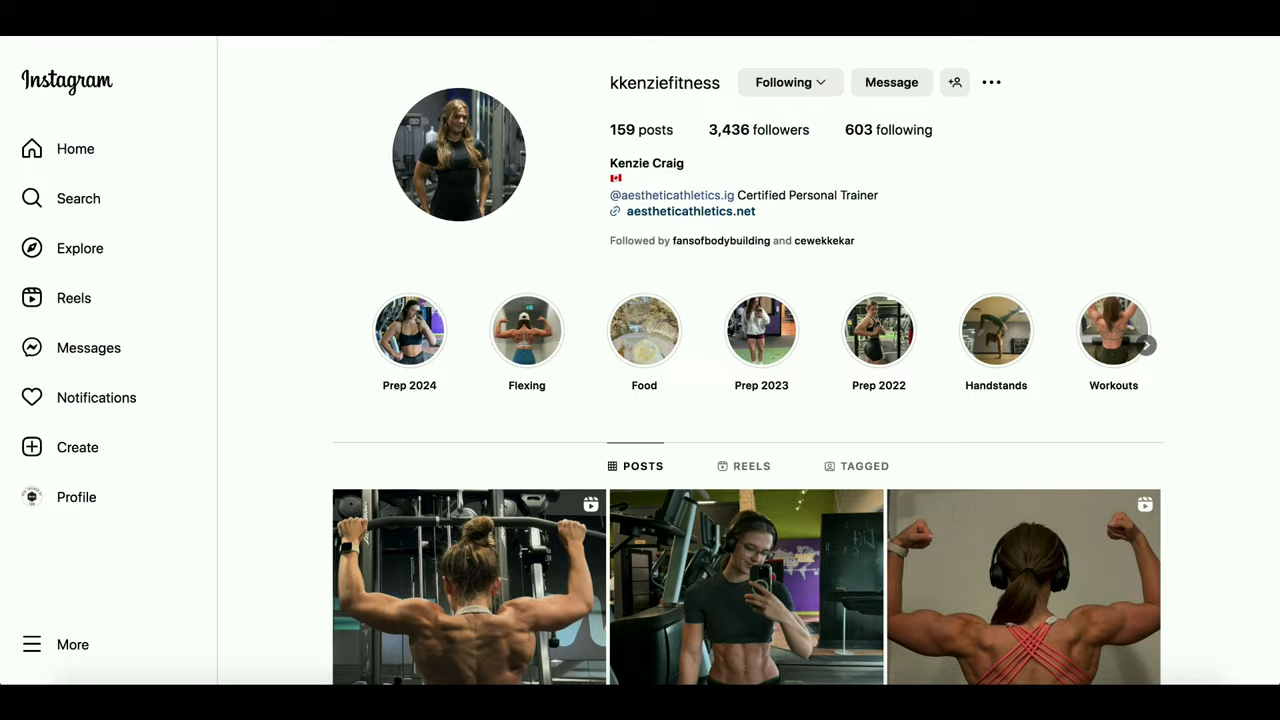 Instagram
Home
Search
Explore
Reels
Messages
Notifications
Create
Profile
More
kkenziefitness Following Message
159 posts 3,436 followers 603 following
Kenzie Craig
@aestheticathletics.ig Certified Personal Trainer
aestheticathletics.net
Followed by fansofbodybuilding and cewekkekar
Prep 2024 Flexing Food Prep 2023 Prep 2022 Handstands Workouts
POSTS REELS TAGGED